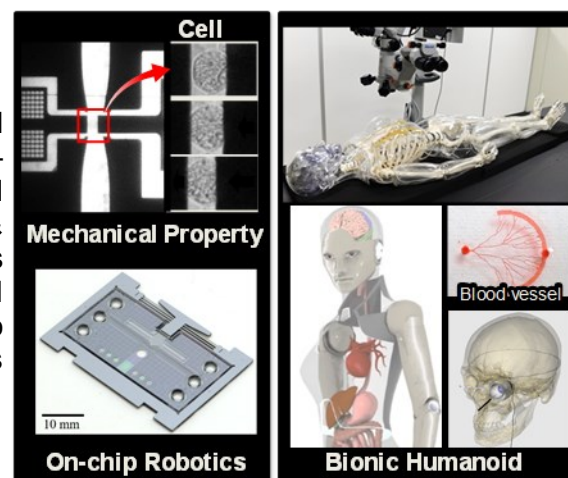 Cell
Mechanical Property
10 mm
On-chip Robotics
Blood vessel
Bionic Humanoid